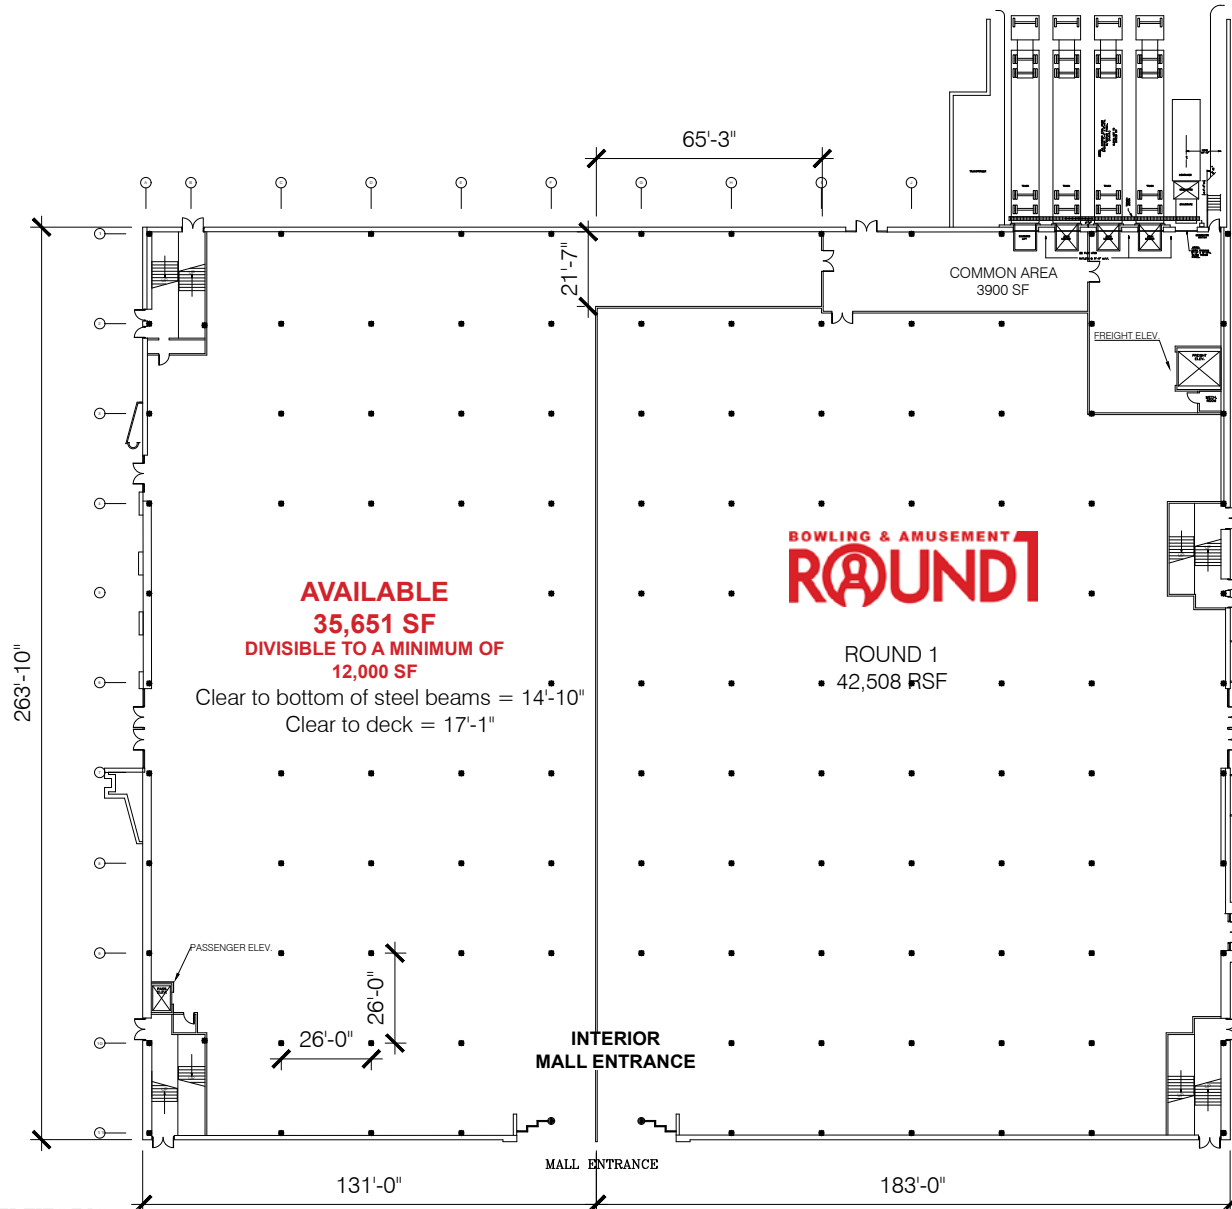 65'-3"
21'-7"
COMMON AREA
3900 SF
FREIGHT ELEV.
FREIGHT
ELEV.
BOWLING & AMUSEMENT
ROUND1
AVAILABLE
35,651 SF
DIVISIBLE TO A MINIMUM OF
12,000 SF
Clear to bottom of steel beams = 14'-10"
Clear to deck = 17'-1"
ROUND 1
42,508 RSF
263'-10"
PASSENGER ELEV.
26'-0"
26'-0"
INTERIOR
MALL ENTRANCE
MALL ENTRANCE
131'-0"
183'-0"